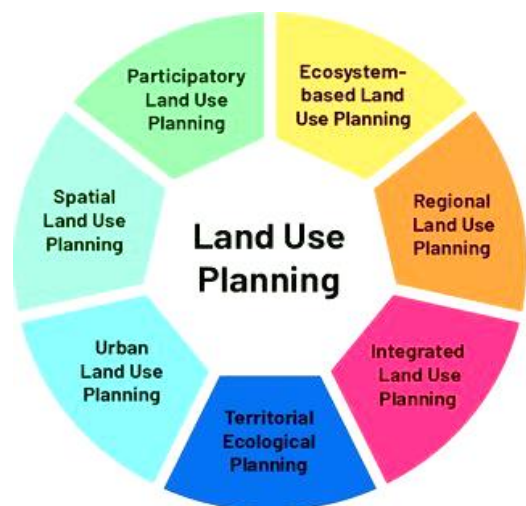 Participatory
Land Use
Planning
Ecosystem-
based Land
Use Planning
Spatial
Land Use
Planning
Regional
Land Use
Planning
Land Use
Planning
Urban
Land Use
Planning
Integrated
Land Use
Planning
Territorial
Ecological
Planning